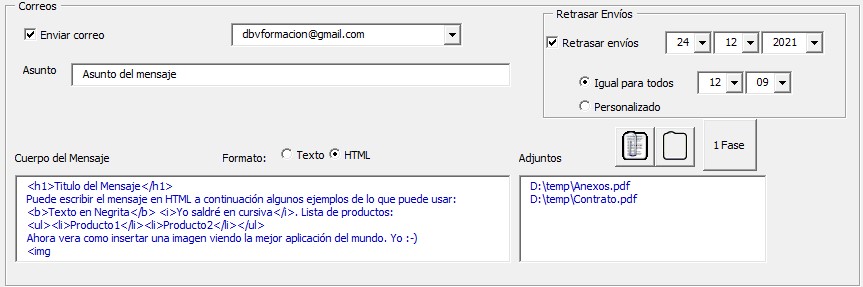 Correos
Enviar correo
dbvformacion@gmail.com
Asunto
Asunto del mensaje
Retrasar Envíos
Retrasar envíos
24
12
2021
Igual para todos
12
09
Personalizado
1 Fase
Cuerpo del Mensaje
Formato:
Texto
HTML
Adjuntos
<h1>Titulo del Mensaje</h1>
Puede escribir el mensaje en HTML a continuación algunos ejemplos de lo que puede usar:
<b>Texto en Negrita</b> <i>Yo saldré en cursiva</i>. Lista de productos:
<ul><li>Producto1</li><li>Producto2</li></ul>
Ahora vera como insertar una imagen viendo la mejor aplicación del mundo. Yo :-)
<img
D:\temp\Anexos.pdf
D:\temp\Contrato.pdf